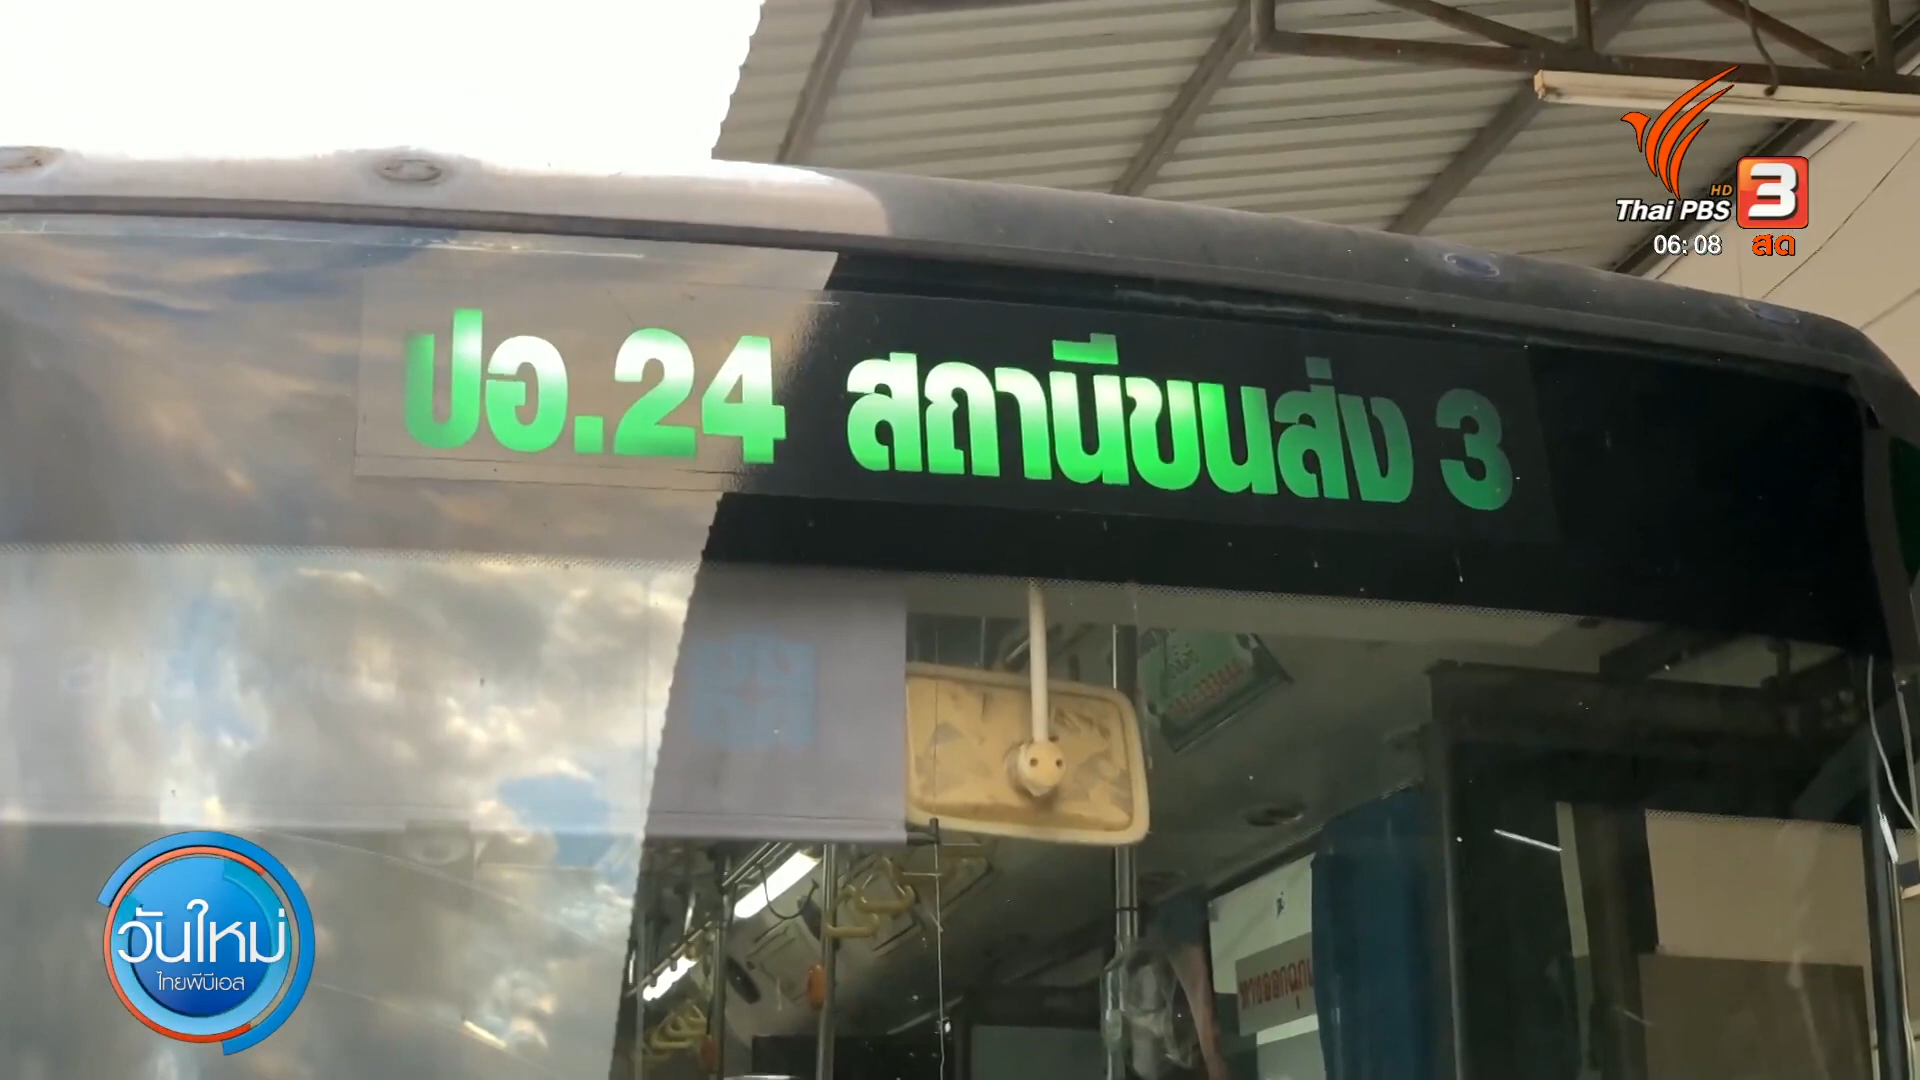 HD
Thai PBS 3
06:08 สด
ปอ.24 สถานีขนส่ง 3
วันใหม่
ไทยพีบีเอส